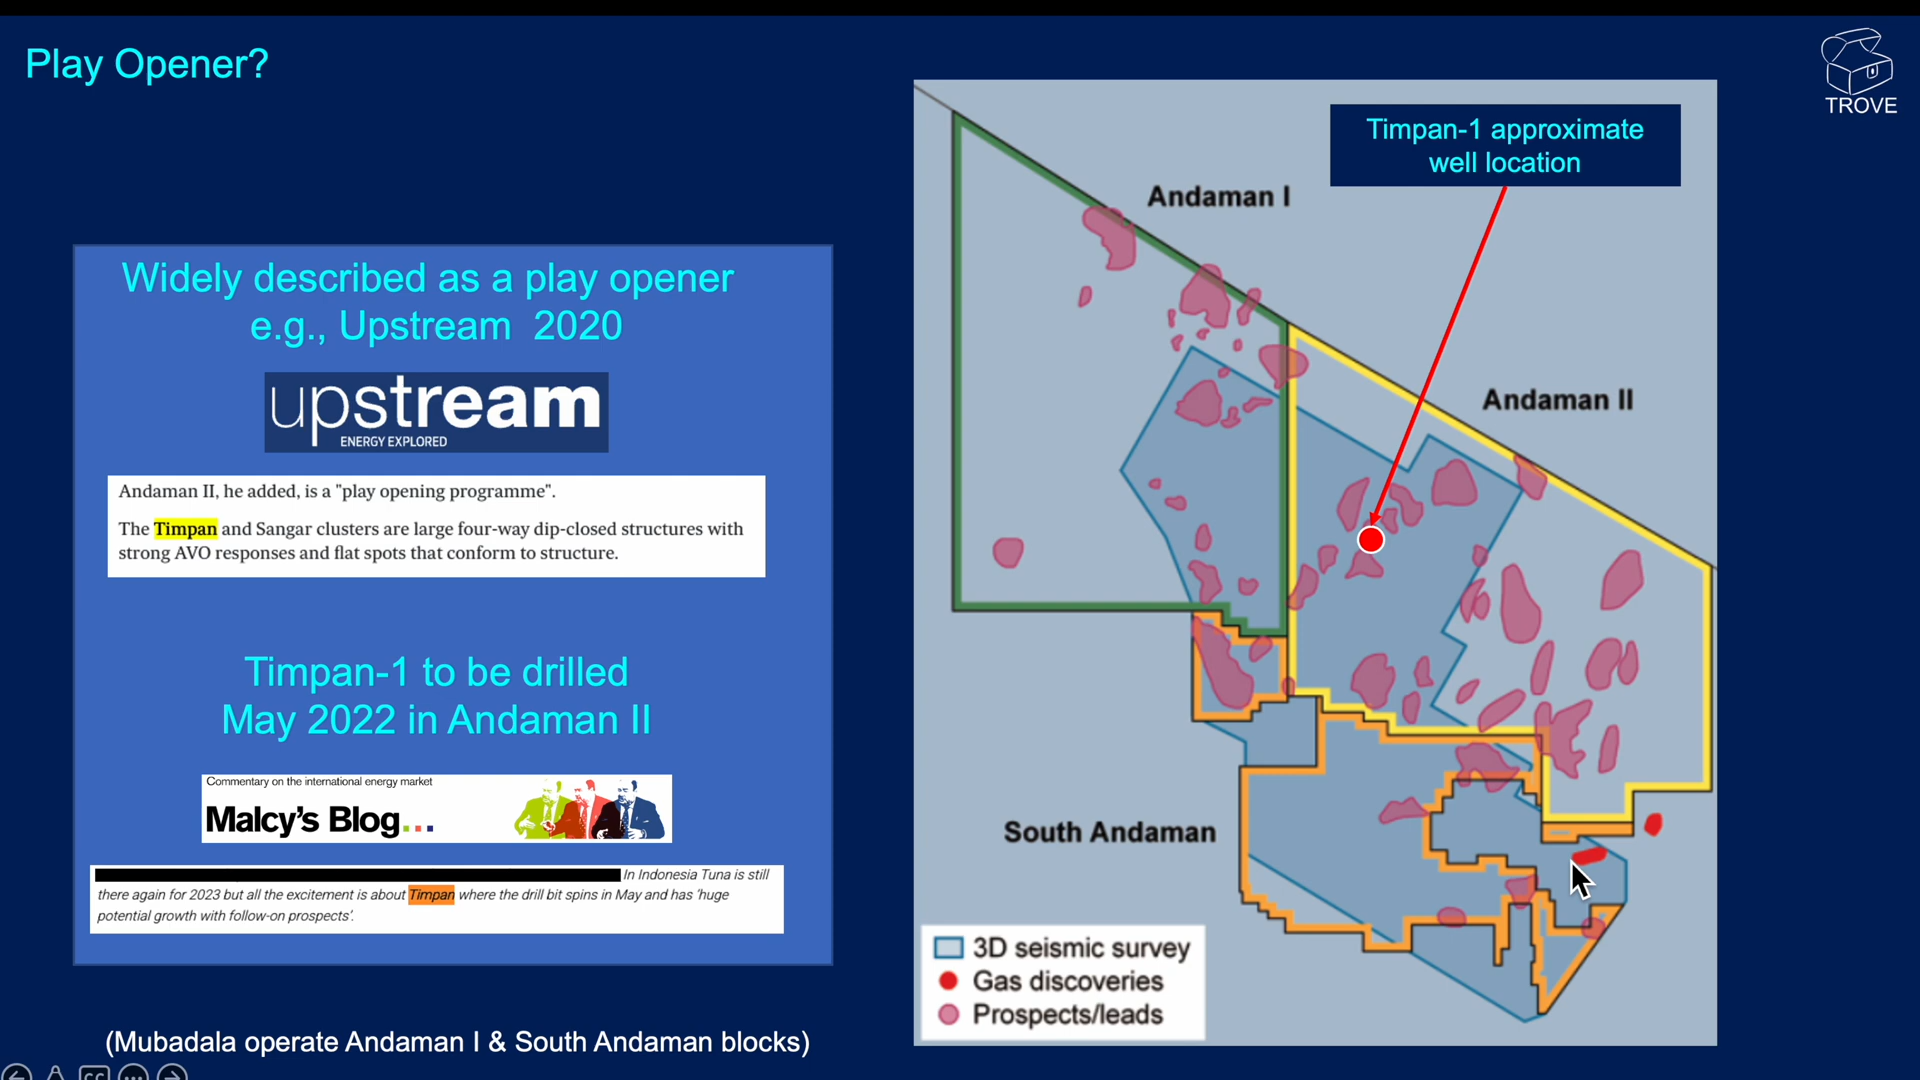 Play Opener?
TROVE
Widely described as a play opener
e.g., Upstream 2020
upstream
ENERGY EXPLORED
Andaman II, he added, is a "play opening programme".
The Timpan and Sangar clusters are large four-way dip-closed structures with
strong AVO responses and flat spots that conform to structure.
Timpan-1 to be drilled
May 2022 in Andaman II
Commentary on the international energy market
Malcy's Blog...
In Indonesia Tuna is still
there again for 2023 but all the excitement is about Timpan where the drill bit spins in May and has 'huge
potential growth with follow-on prospects'.
(Mubadala operate Andaman I & South Andaman blocks)
Timpan-1 approximate
well location
Andaman I
Andaman II
South Andaman
3D seismic survey
Gas discoveries
Prospects/leads
CC